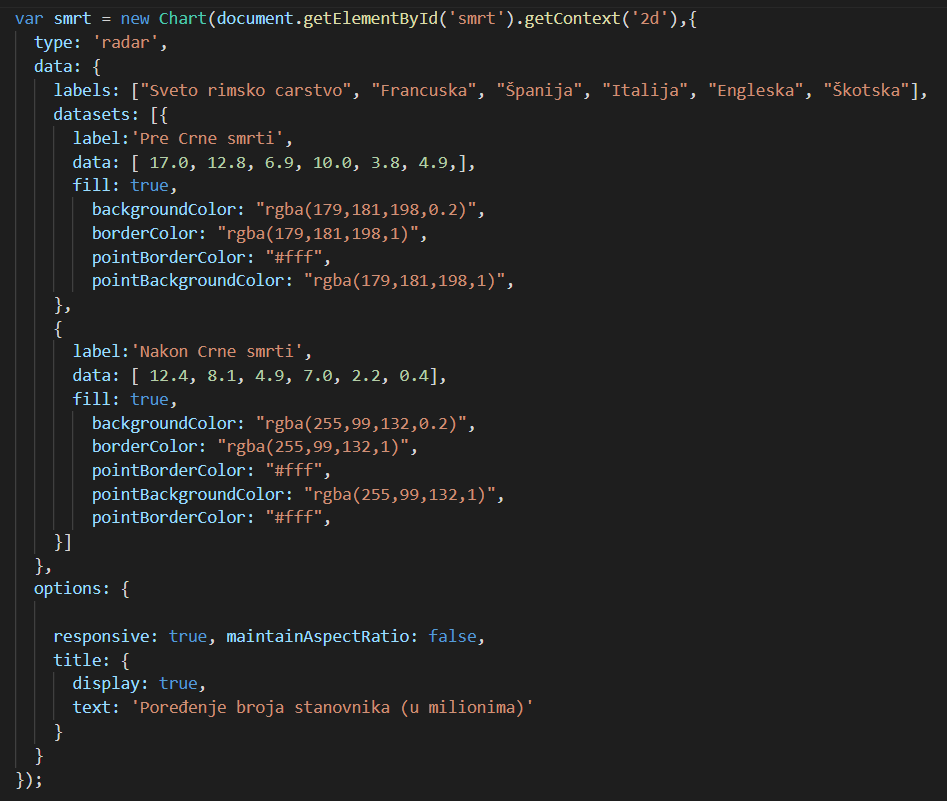 var smrt = new Chart(document.getElementById('smrt').getContext('2d'),{
  type: 'radar',
  data: {
    labels: ["Sveto rimsko carstvo", "Francuska", "Španija", "Italija", "Engleska", "Škotska"],
    datasets: [{
      label:'Pre Crne smrti',
      data: [ 17.0, 12.8, 6.9, 10.0, 3.8, 4.9,],
      fill: true,
        backgroundColor: "rgba(179,181,198,0.2)",
        borderColor: "rgba(179,181,198,1)",
        pointBorderColor: "#fff",
        pointBackgroundColor: "rgba(179,181,198,1)",
    },
    {
      label:'Nakon Crne smrti',
      data: [ 12.4, 8.1, 4.9, 7.0, 2.2, 0.4],
      fill: true,
        backgroundColor: "rgba(255,99,132,0.2)",
        borderColor: "rgba(255,99,132,1)",
        pointBorderColor: "#fff",
        pointBackgroundColor: "rgba(255,99,132,1)",
        pointBorderColor: "#fff",
    }]
  },
  options: {
    responsive: true, maintainAspectRatio: false,
    title: {
      display: true,
      text: 'Poređenje broja stanovnika (u milionima)'
    }
  }
});